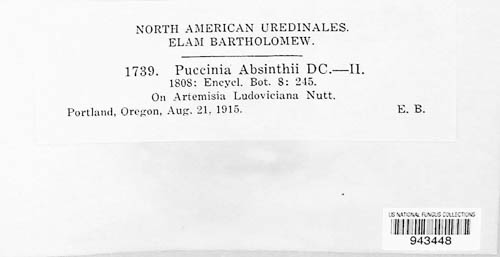 NORTH AMERICAN UREDINALES.
ELAM BARTHOLOMEW.
1739. Puccinia Absinthii DC.—II.
1808: Encycl. Bot. 8: 245.
On Artemisia Ludoviciana Nutt.
Portland, Oregon, Aug. 21, 1915. E. B.
US NATIONAL FUNGUS COLLECTIONS
943448